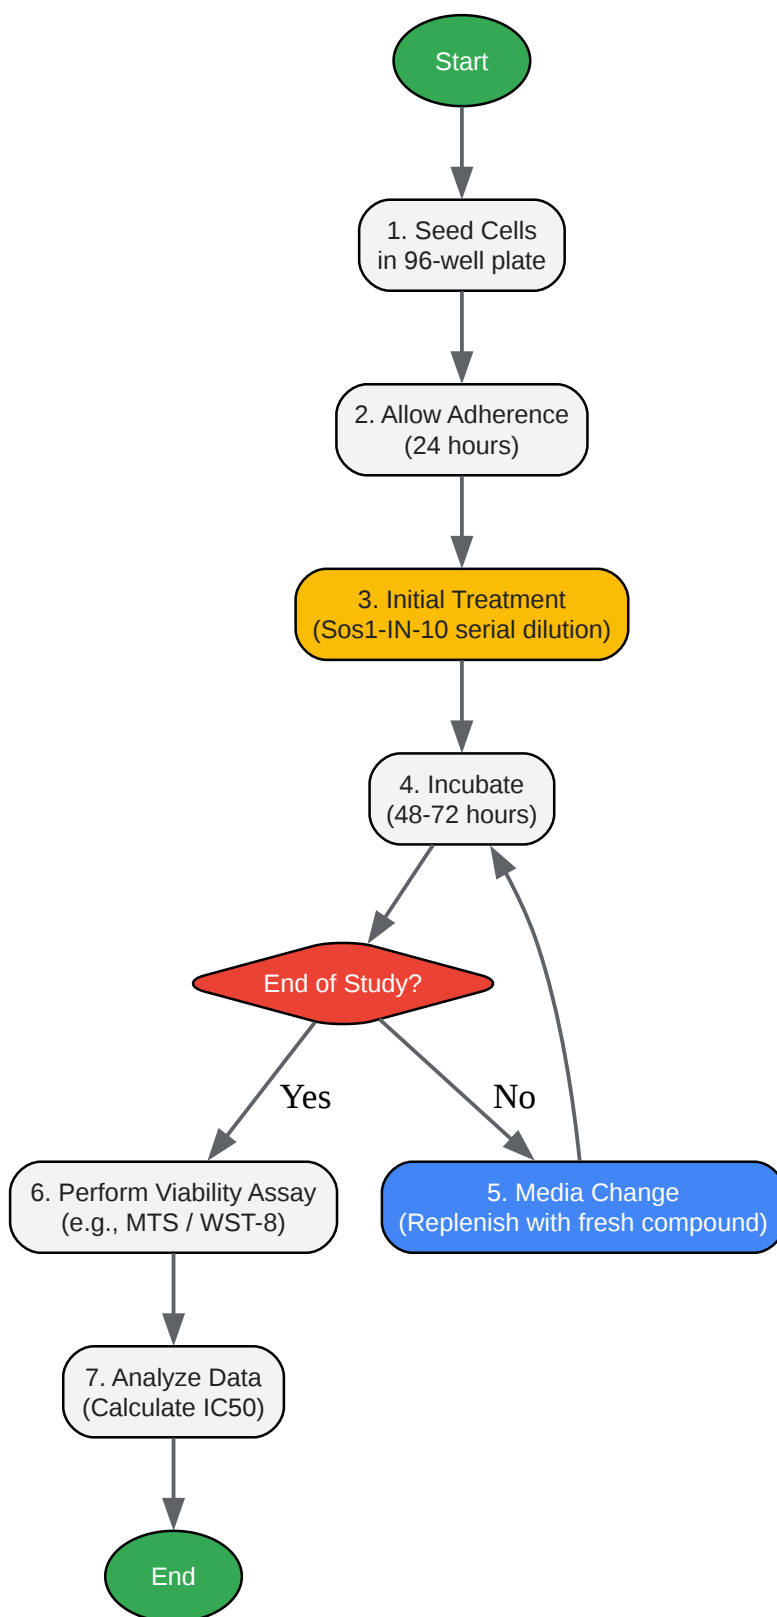 Start
1. Seed Cells
in 96-well plate
2. Allow Adherence
(24 hours)
3. Initial Treatment
(Sos1-IN-10 serial dilution)
4. Incubate
(48-72 hours)
End of Study?
Yes
No
6. Perform Viability Assay
(e.g., MTS / WST-8)
5. Media Change
(Replenish with fresh compound)
7. Analyze Data
(Calculate IC50)
End